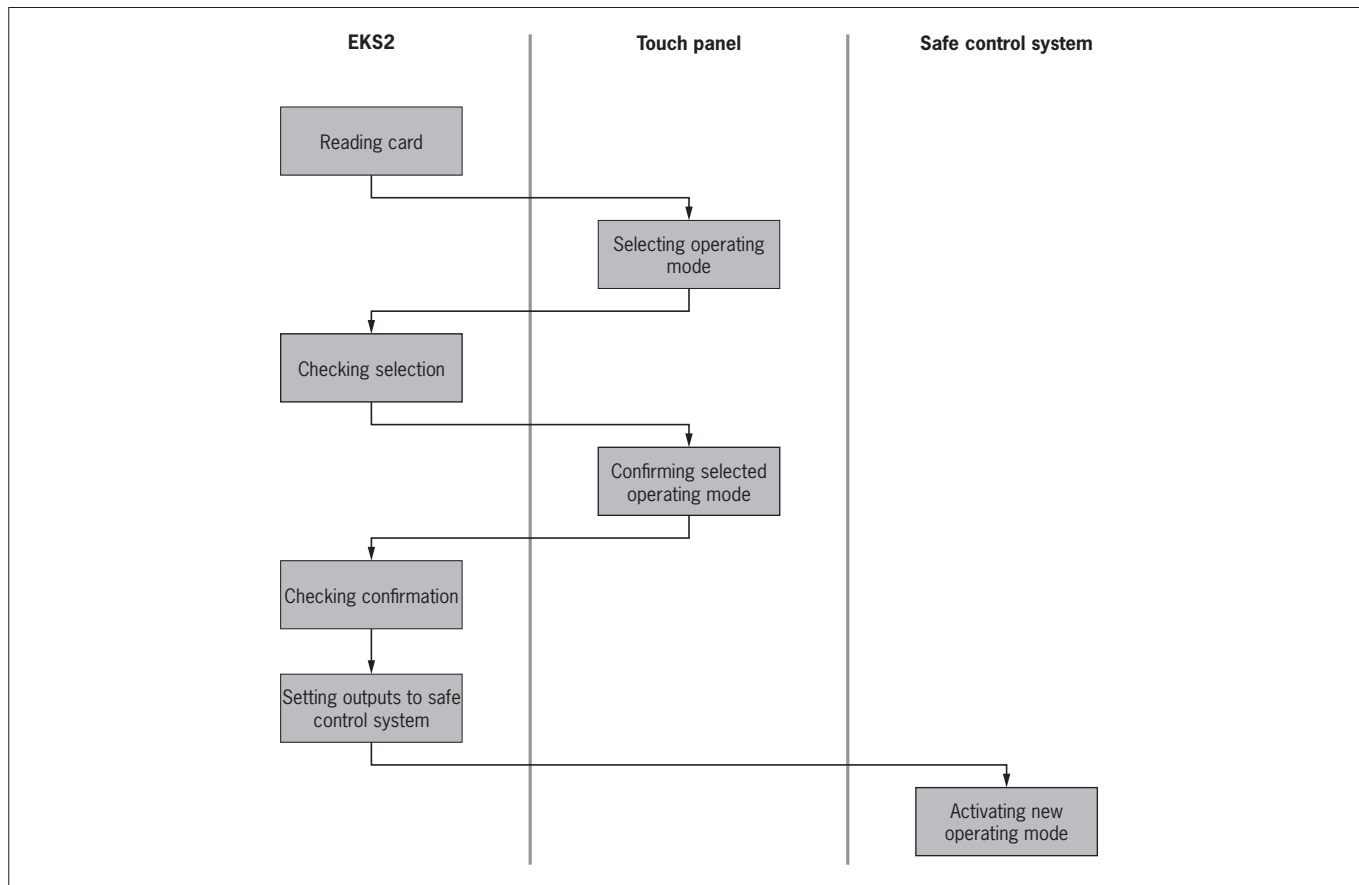 EKS2
Touch panel
Safe control system
Reading card
Selecting operating
mode
Checking selection
Confirming selected
operating mode
Checking confirmation
Setting outputs to safe
control system
Activating new
operating mode